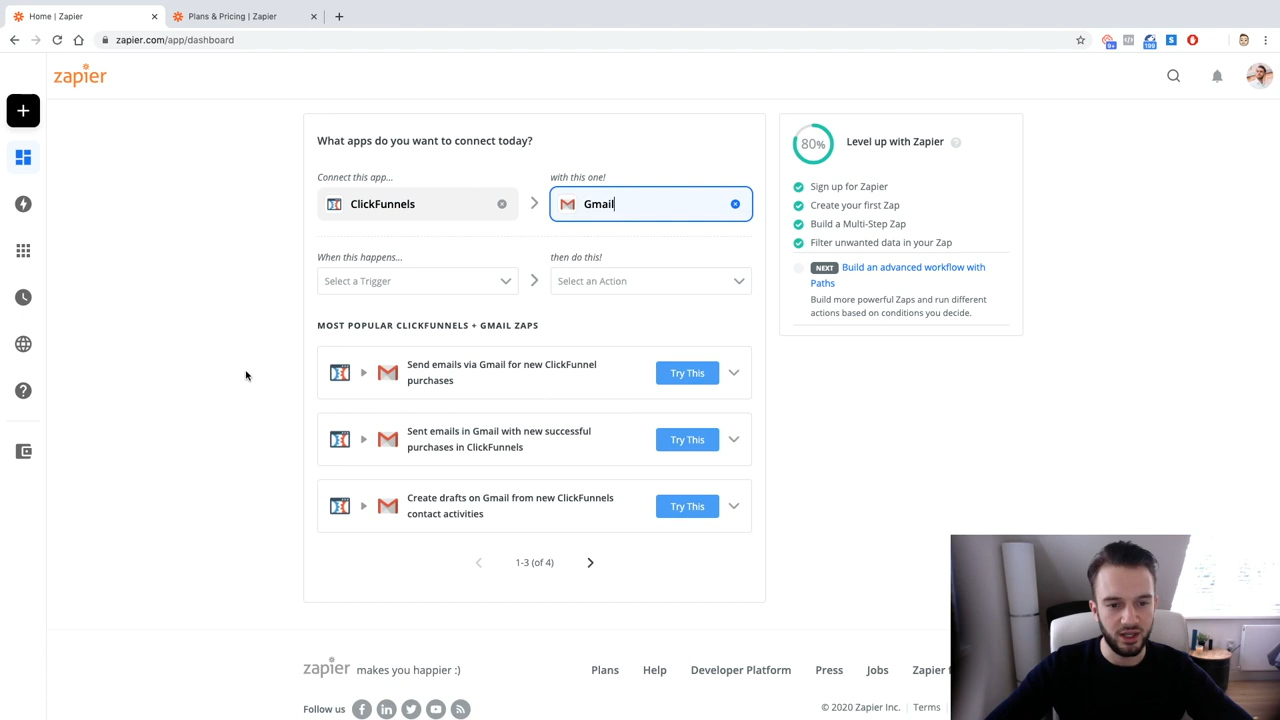 Home | Zapier
Plans & Pricing | Zapier
zapier.com/app/dashboard
9+
199
S
zapier
What apps do you want to connect today?
Connect this app...
with this one!
ClickFunnels
Gmail
When this happens...
then do this!
Select a Trigger
Select an Action
MOST POPULAR CLICKFUNNELS + GMAIL ZAPS
Send emails via Gmail for new ClickFunnel
purchases
Try This
Sent emails in Gmail with new successful
purchases in ClickFunnels
Try This
Create drafts on Gmail from new ClickFunnels
contact activities
Try This
1-3 (of 4)
80%
Level up with Zapier
Sign up for Zapier
Create your first Zap
Build a Multi-Step Zap
Filter unwanted data in your Zap
NEXT Build an advanced workflow with
Paths
Build more powerful Zaps and run different
actions based on conditions you decide.
zapier makes you happier :)
Plans
Help
Developer Platform
Press
Jobs
Zapier f
Follow us
© 2020 Zapier Inc.
Terms